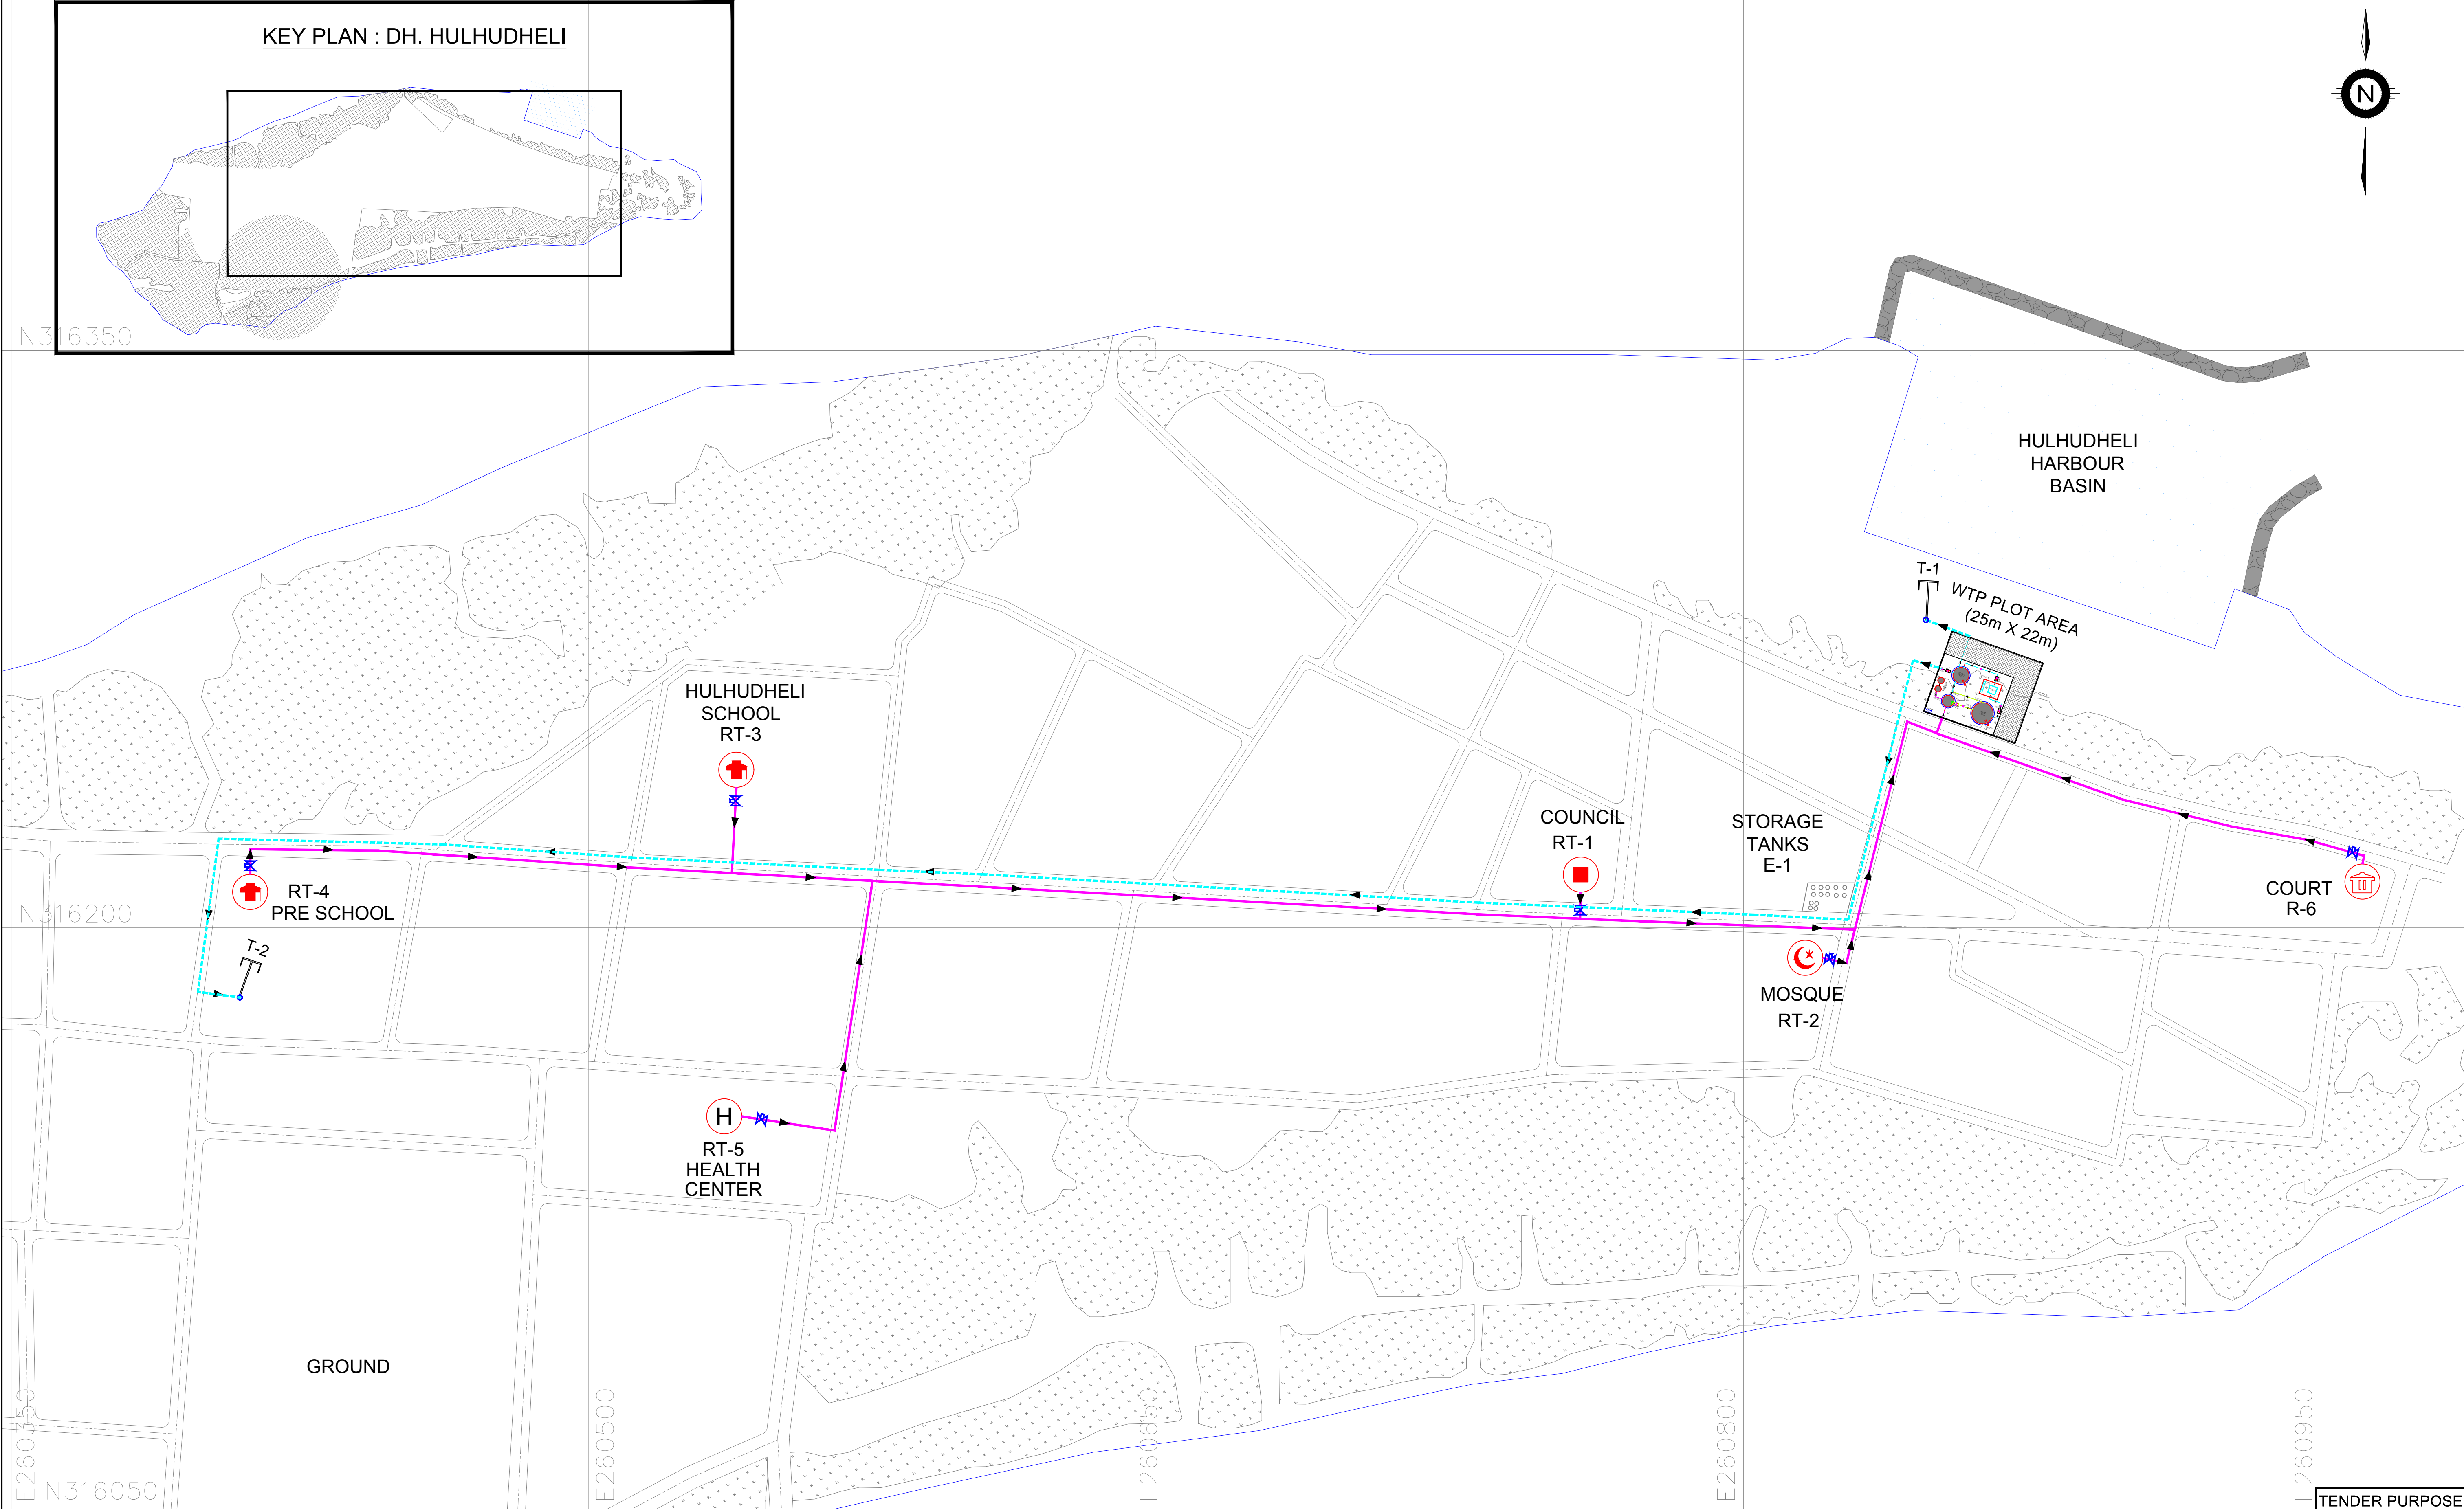 KEY PLAN : DH. HULHUDHELI
N
N316350
HULHUDHELI
HARBOUR
BASIN
T-1
WTP PLOT AREA
(25m X 22m)
HULHUDHELI
SCHOOL
RT-3
COUNCIL
RT-1
STORAGE
TANKS
E-1
RT-4
PRE SCHOOL
COURT
R-6
N316200
T-2
MOSQUE
RT-2
H
RT-5
HEALTH
CENTER
GROUND
E260350
E260500
E260650
E260800
E260950
N316050
TENDER PURPOSE